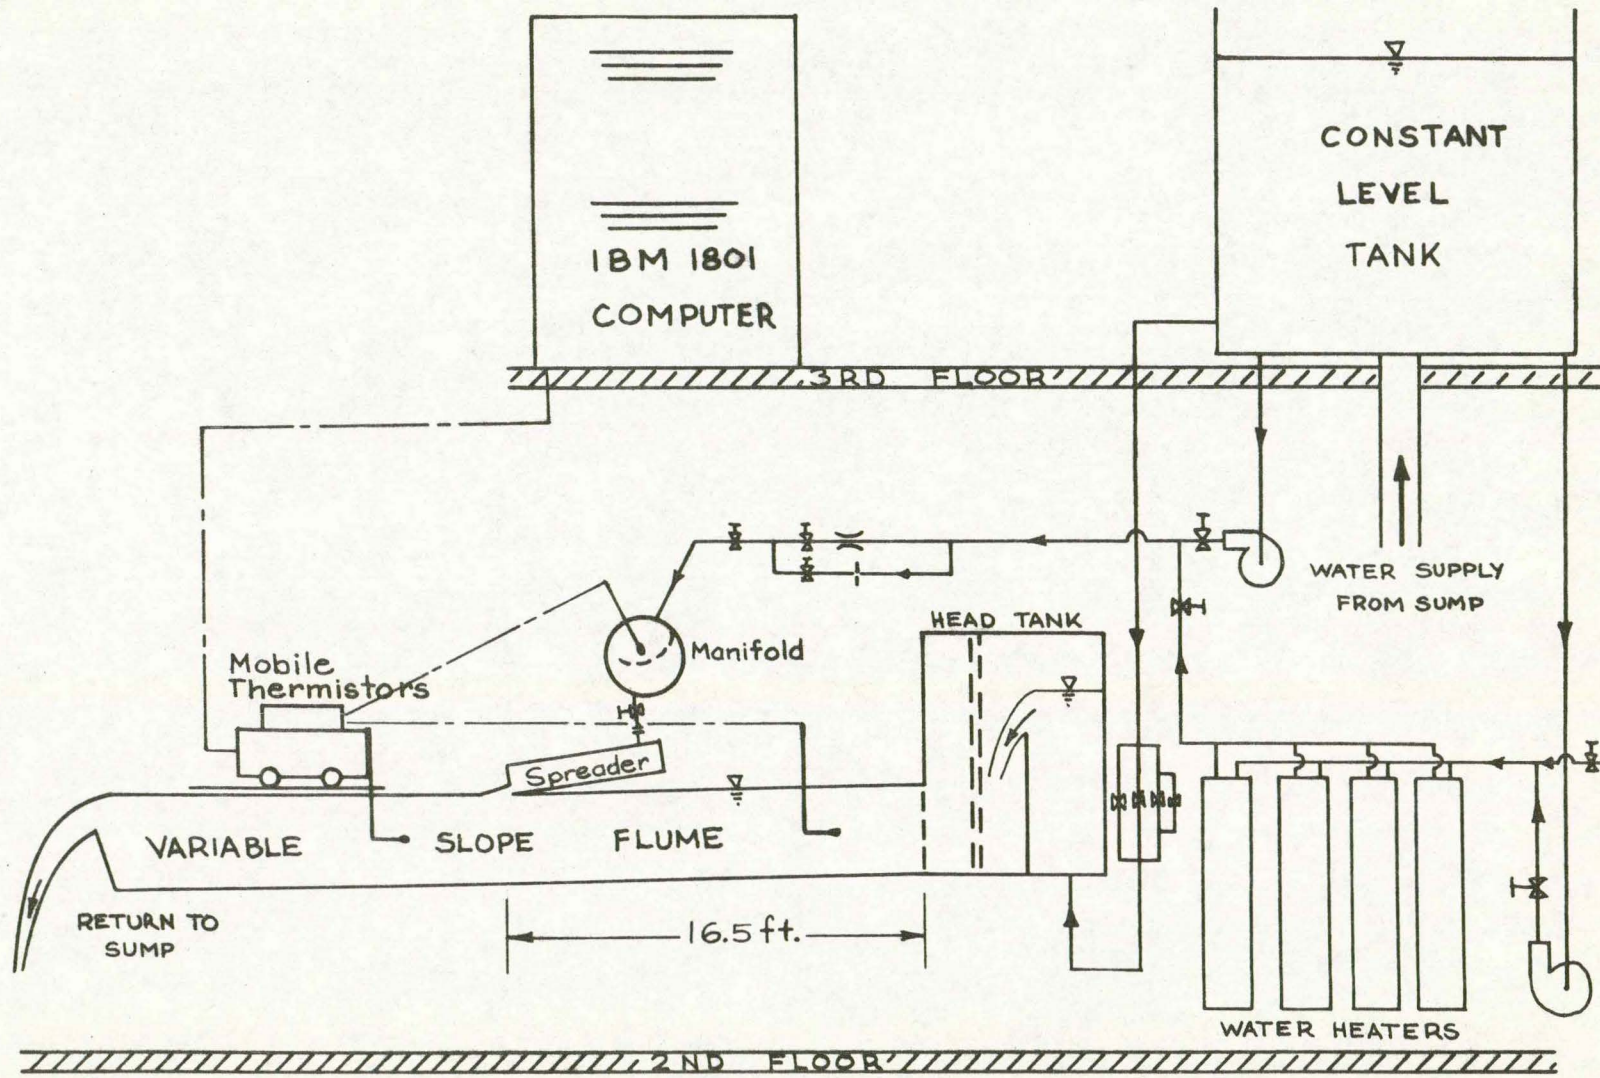 CONSTANT
LEVEL
TANK
IBM 1801
COMPUTER
3RD FLOOR
WATER SUPPLY
FROM SUMP
HEAD TANK
Manifold
Mobile
Thermistors
Spreader
VARIABLE SLOPE FLUME
RETURN TO
SUMP
16.5 ft.
WATER HEATERS
2ND FLOOR